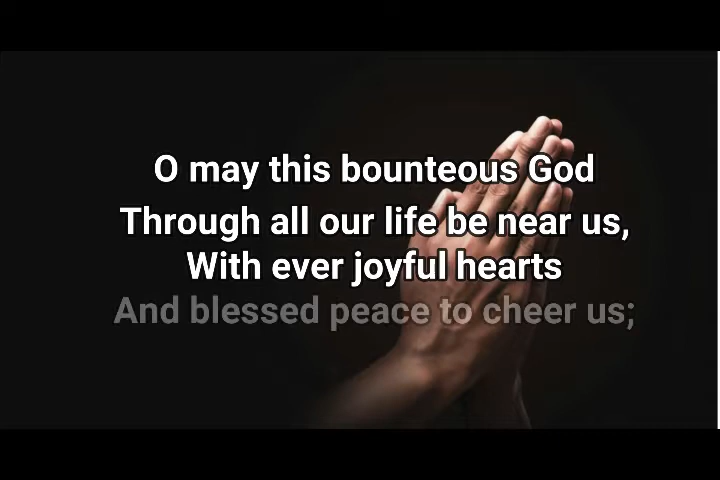 O may this bounteous God
Through all our life be near us,
With ever joyful hearts
And blessed peace to cheer us;